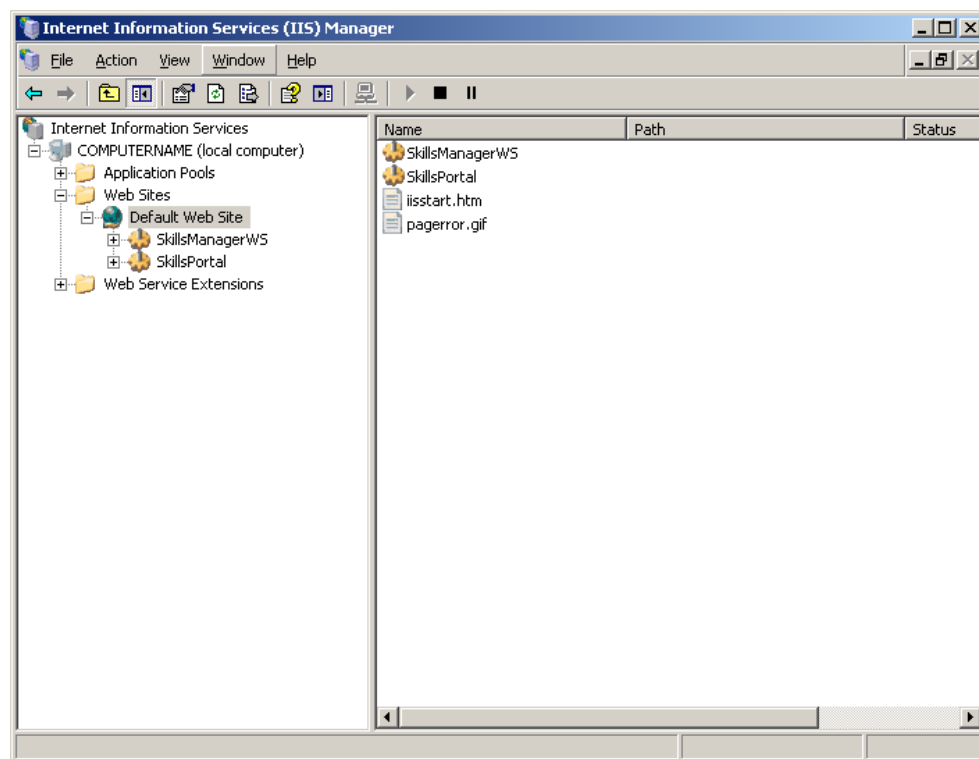 Internet Information Services (IIS) Manager
File Action View Window Help
Internet Information Services
COMPUTERNAME (local computer)
Application Pools
Web Sites
Default Web Site
SkillsManagerWS
SkillsPortal
Web Service Extensions
Name Path Status
SkillsManagerWS
SkillsPortal
iisstart.htm
pagerror.gif